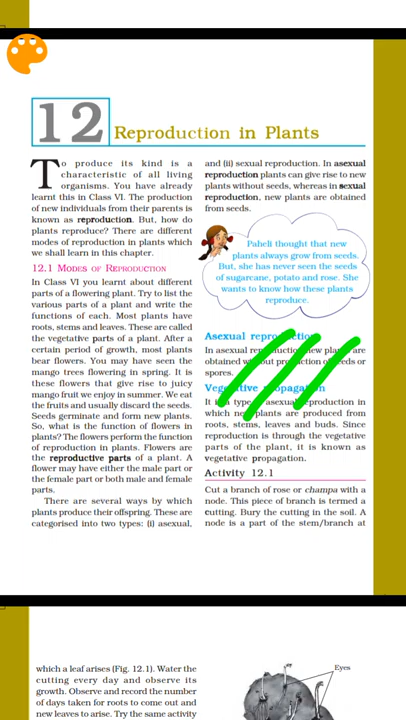 12
Reproduction in Plants
To produce its kind is a
characteristic of all living
organisms. You have already
learnt this in Class VI. The production
of new individuals from their parents is
known as reproduction. But, how do
plants reproduce? There are different
modes of reproduction in plants which
we shall learn in this chapter.
12.1 MODES OF REPRODUCTION
In Class VI you learnt about different
parts of a flowering plant. Try to list the
various parts of a plant and write the
functions of each. Most plants have
roots, stems and leaves. These are called
the vegetative parts of a plant. After a
certain period of growth, most plants
bear flowers. You may have seen the
mango trees flowering in spring. It is
these flowers that give rise to juicy
mango fruit we enjoy in summer. We eat
the fruits and usually discard the seeds.
Seeds germinate and form new plants.
So, what is the function of flowers in
plants? The flowers perform the function
of reproduction in plants. Flowers are
the reproductive parts of a plant. A
flower may have either the male part or
the female part or both male and female
parts.
There are several ways by which
plants produce their offspring. These are
categorised into two types: (i) asexual,
and (ii) sexual reproduction. In asexual
reproduction plants can give rise to new
plants without seeds, whereas in sexual
reproduction, new plants are obtained
from seeds.
Paheli thought that new
plants always grow from seeds.
But, she has never seen the seeds
of sugarcane, potato and rose. She
wants to know how these plants
reproduce.
Asexual reproduction
In asexual reproduction new plants are
obtained without production of seeds or
spores.
Vegetative propagation
It is type asexual reproduction in
which new plants are produced from
roots, stems, leaves and buds. Since
reproduction is through the vegetative
parts of the plant, it is known as
vegetative propagation.
Activity 12.1
Cut a branch of rose or champa with a
node. This piece of branch is termed a
cutting. Bury the cutting in the soil. A
node is a part of the stem/branch at
which a leaf arises (Fig. 12.1). Water the
cutting every day and observe its
growth. Observe and record the number
of days taken for roots to come out and
new leaves to arise. Try the same activity
Eyes